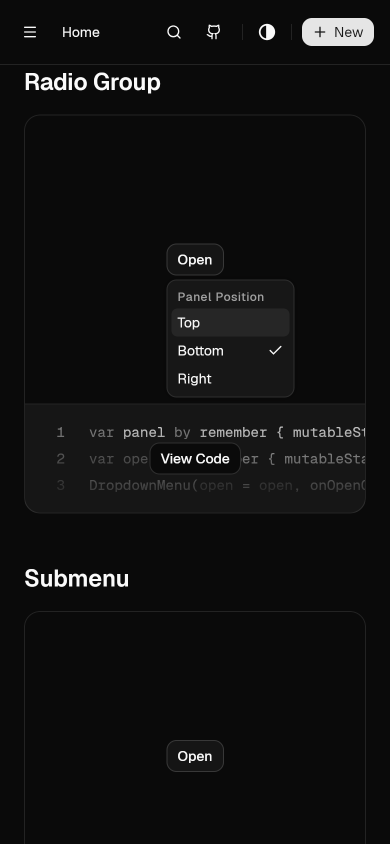 Home
New
Radio Group
Open
Panel Position
Top
Bottom
Right
1 var panel by remember { mutableSt
2 var ope er { mutableSta
View Code
3 DropdownMenu(open = open, onOpenC
Submenu
Open